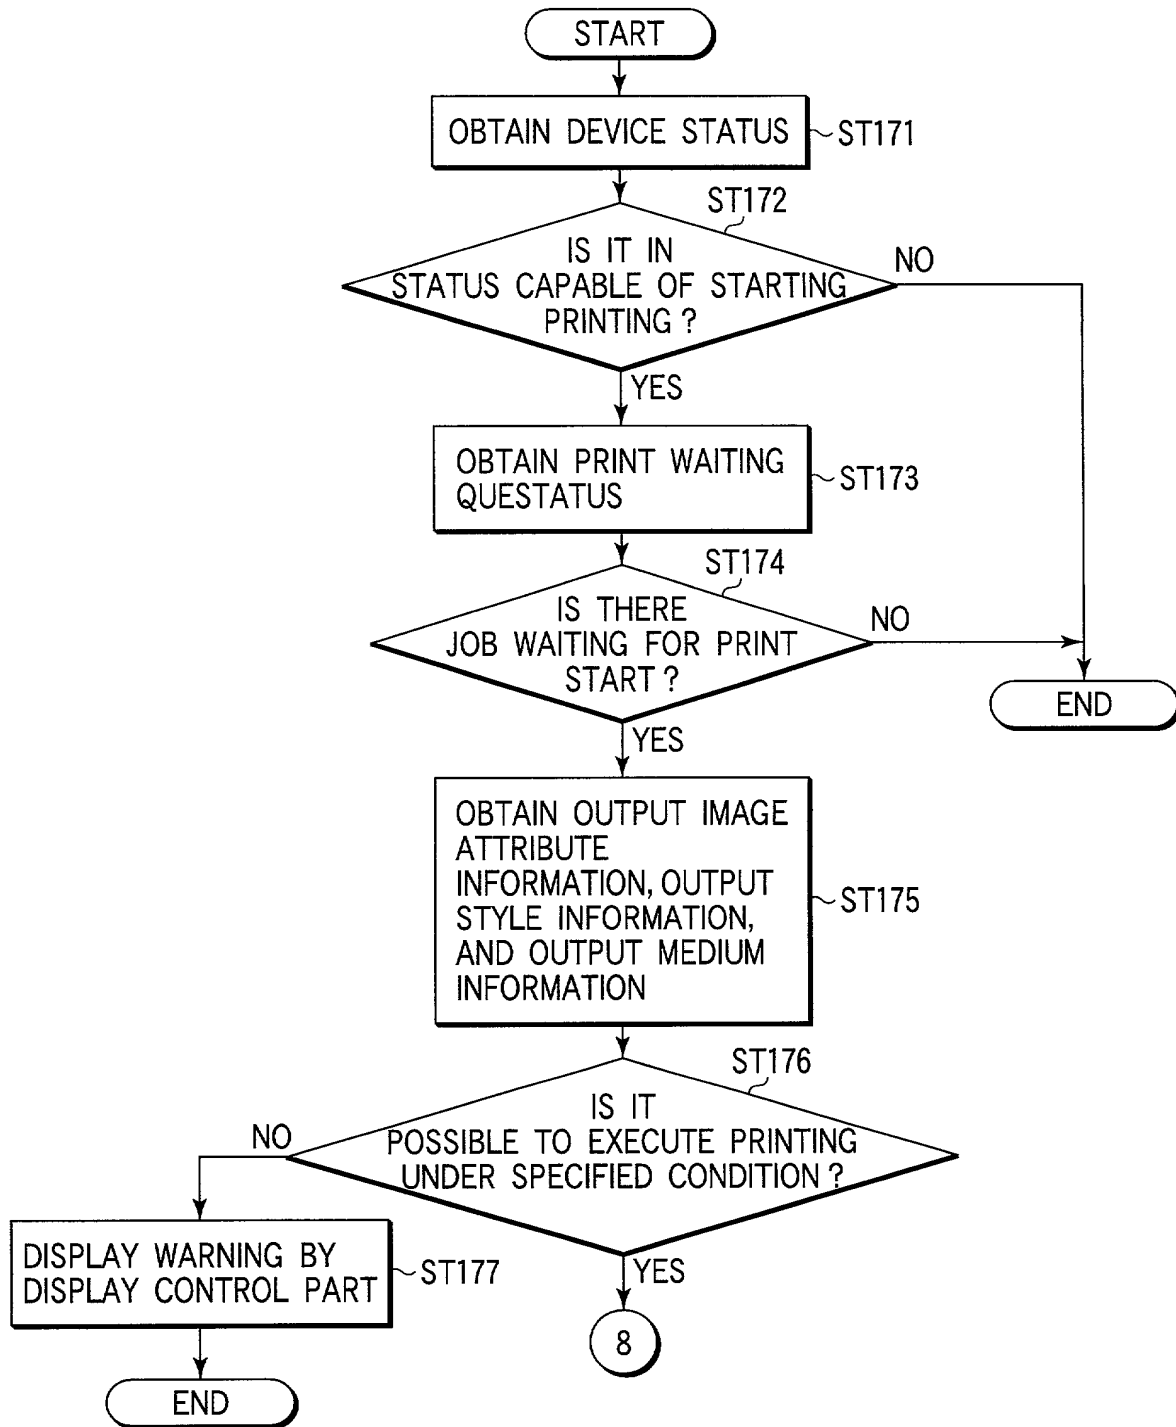 START
OBTAIN DEVICE STATUS
ST171
ST172
IS IT IN
STATUS CAPABLE OF STARTING
PRINTING?
NO
YES
OBTAIN PRINT WAITING
QUESTATUS
ST173
ST174
IS THERE
JOB WAITING FOR PRINT
START?
NO
END
YES
OBTAIN OUTPUT IMAGE
ATTRIBUTE
INFORMATION, OUTPUT
STYLE INFORMATION,
AND OUTPUT MEDIUM
INFORMATION
ST175
ST176
IS IT
POSSIBLE TO EXECUTE PRINTING
UNDER SPECIFIED CONDITION?
NO
YES
DISPLAY WARNING BY
DISPLAY CONTROL PART
ST177
8
END